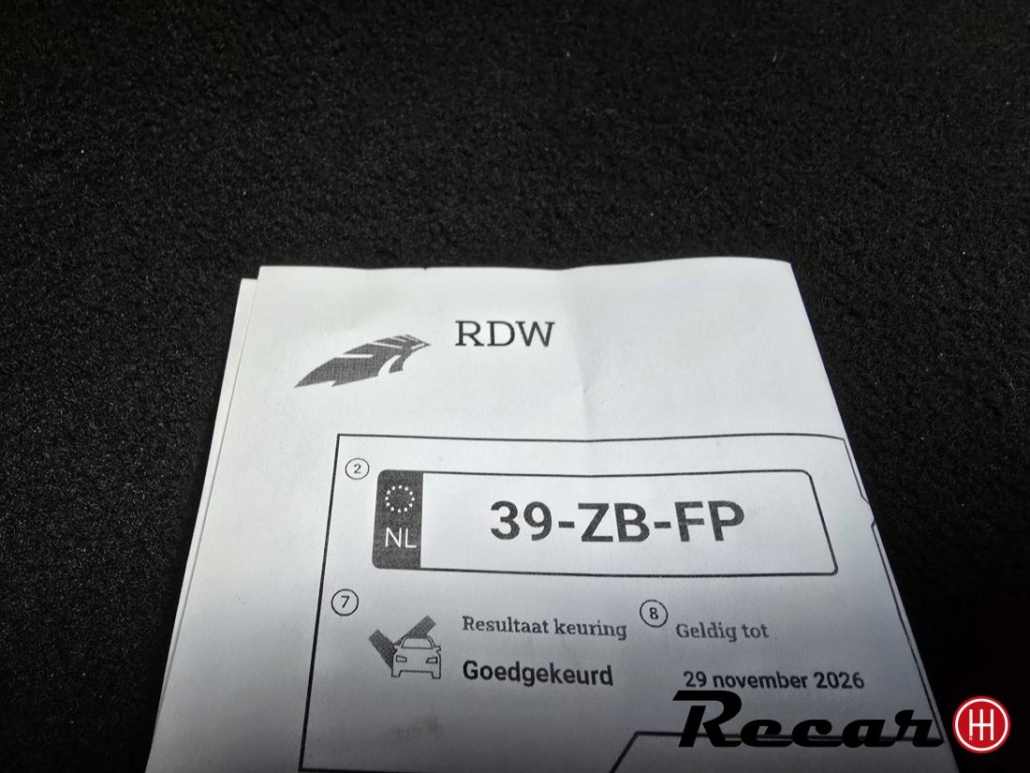 RDW
2
NL
39-ZB-FP
7
Resultaat keuring
Goedgekeurd
8
Geldig tot
29 november 2026
Recar
H